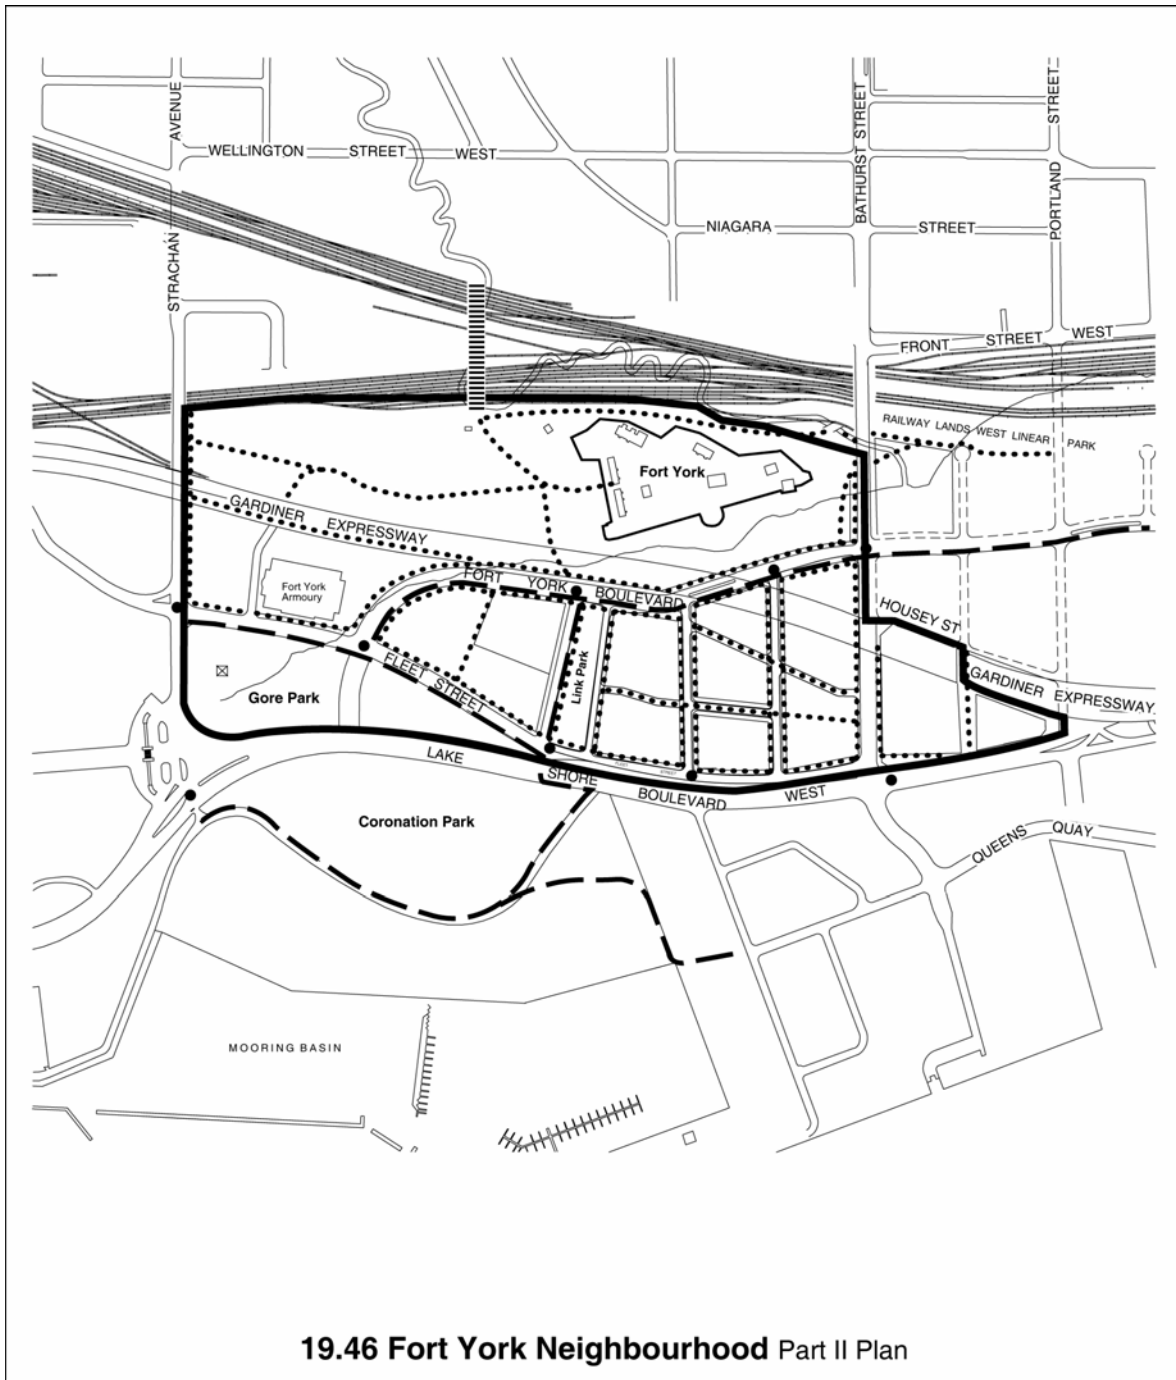 AVENUE
STRACHAN
WELLINGTON STREET WEST
BATHURST STREET
PORTLAND STREET
NIAGARA STREET
FRONT STREET WEST
RAILWAY LANDS WEST LINEAR PARK
Fort York
GARDINER EXPRESSWAY
Fort York
Armoury
FORT YORK BOULEVARD
HOUSEY ST
FLEET STREET
Link Park
GARDINER EXPRESSWAY
Gore Park
FLEET STREET
LAKE SHORE BOULEVARD WEST
Coronation Park
QUEENS QUAY
MOORING BASIN
19.46 Fort York Neighbourhood Part II Plan